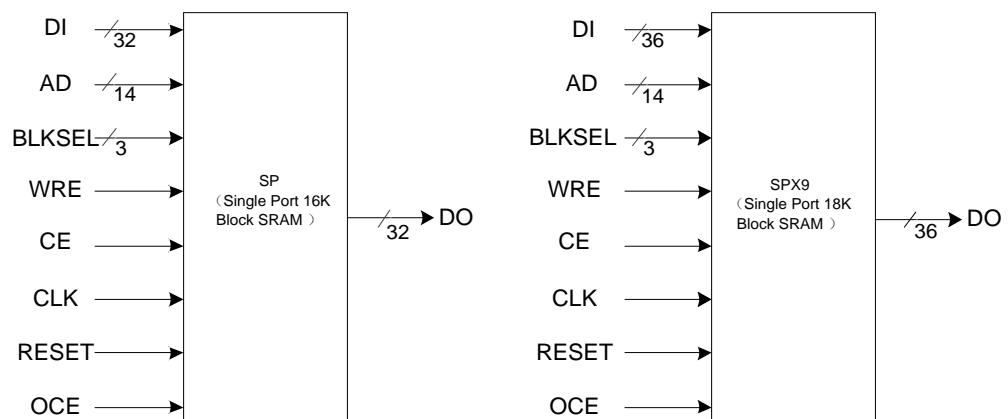 DI
32
AD
14
BLKSEL
3
WRE
CE
CLK
RESET
OCE
SP
（Single Port 16K
Block SRAM ）
32
DO
DI
36
AD
14
BLKSEL
3
WRE
CE
CLK
RESET
OCE
SPX9
（Single Port 18K
Block SRAM ）
36
DO